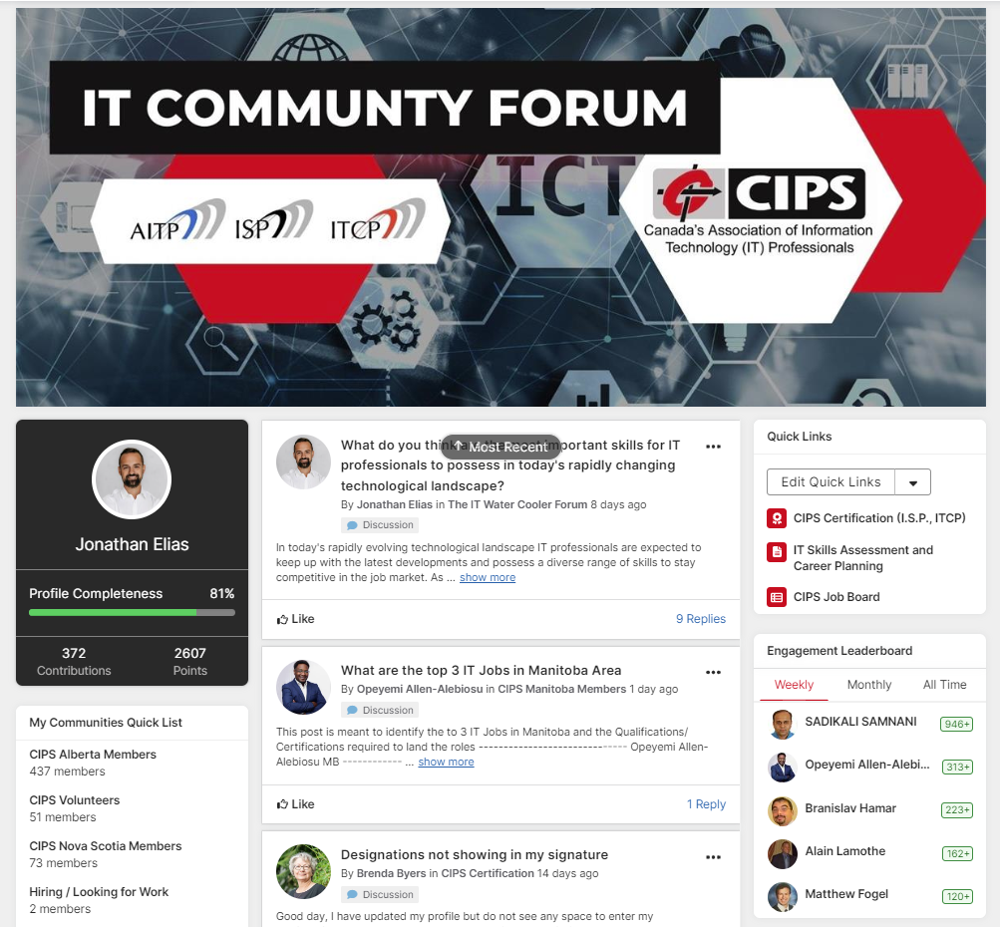 IT COMMUNTY FORUM
ICT
AITP
ISP
ITCP
CIPS
Canada's Association of Information
Technology (IT) Professionals
Jonathan Elias
Profile Completeness 81%
372 2607
Contributions Points
My Communities Quick List
CIPS Alberta Members
437 members
CIPS Volunteers
51 members
CIPS Nova Scotia Members
73 members
Hiring / Looking for Work
2 members
↑ Most Recent
What do you think are the most important skills for IT
professionals to possess in today's rapidly changing
technological landscape?
By Jonathan Elias in The IT Water Cooler Forum 8 days ago
Discussion
In today's rapidly evolving technological landscape IT professionals are expected to
keep up with the latest developments and possess a diverse range of skills to stay
competitive in the job market. As ... show more
Like 9 Replies
What are the top 3 IT Jobs in Manitoba Area
By Opeyemi Allen-Alebiosu in CIPS Manitoba Members 1 day ago
Discussion
This post is meant to identify the to 3 IT Jobs in Manitoba and the Qualifications/
Certifications required to land the roles ----------------------------- Opeyemi Allen-
Alebiosu MB ------------ ... show more
Like 1 Reply
Designations not showing in my signature
By Brenda Byers in CIPS Certification 14 days ago
Discussion
Good day, I have updated my profile but do not see any space to enter my
Quick Links
Edit Quick Links
CIPS Certification (I.S.P., ITCP)
IT Skills Assessment and
Career Planning
CIPS Job Board
Engagement Leaderboard
Weekly Monthly All Time
SADIKALI SAMNANI 946+
Opeyemi Allen-Alebi... 313+
Branislav Hamar 223+
Alain Lamothe 162+
Matthew Fogel 120+